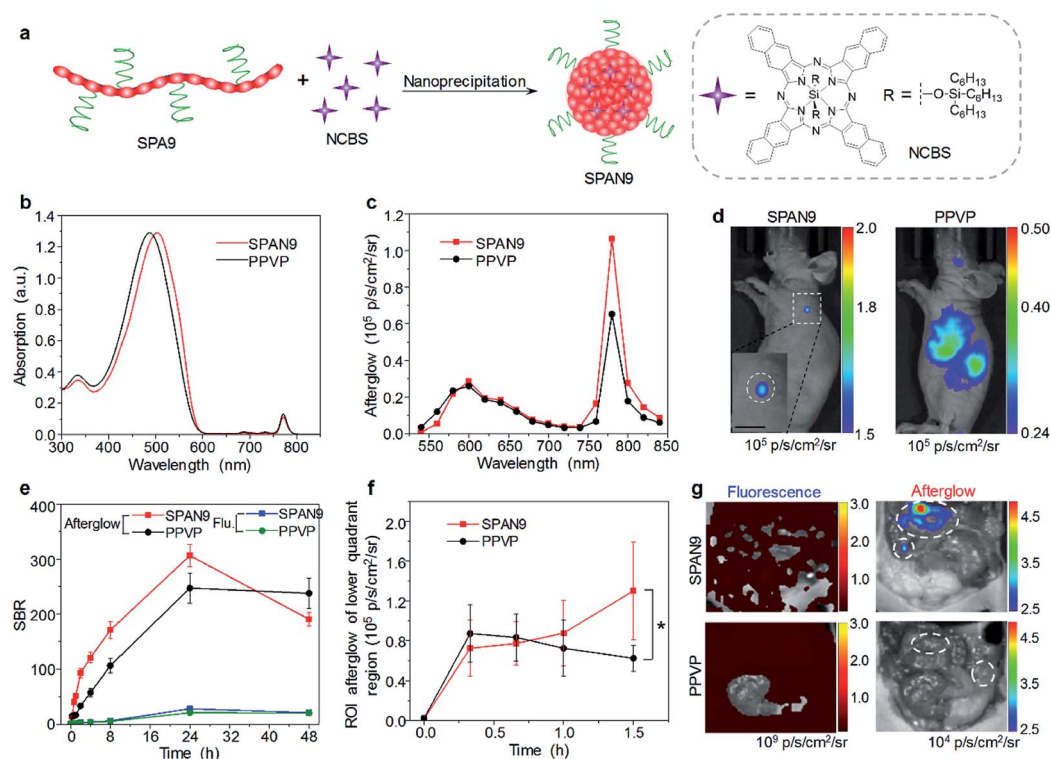 a
SPA9
+
NCBS
Nanoprecipitation
SPAN9
=
N
N
N
N
N
N
N
N
R
Si
R
R =
C6H13
O-Si-C6H13
C6H13
NCBS
b
Absorption (a.u.)
1.4
1.2
0.9
0.6
0.3
0.0
300 400 500 600 700 800
Wavelength (nm)
SPAN9
PPVP
c
Afterglow (10^5 p/s/cm2/sr)
1.2
1.0
0.8
0.6
0.4
0.2
0.0
550 600 650 700 750 800 850
Wavelength (nm)
SPAN9
PPVP
d
SPAN9
PPVP
2.0
1.8
1.5
10^5 p/s/cm2/sr
0.50
0.40
0.24
10^5 p/s/cm2/sr
e
SBR
400
300
200
100
0
0 8 16 24 32 40 48
Time (h)
Afterglow
SPAN9
PPVP
Flu.
SPAN9
PPVP
f
ROI afterglow of lower quadrant
region (10^5 p/s/cm2/sr)
2.0
1.6
1.2
0.8
0.4
0.0
0.0 0.5 1.0 1.5
Time (h)
SPAN9
PPVP
*
g
Fluorescence
Afterglow
SPAN9
PPVP
3.0
2.0
1.0
4.5
3.5
2.5
3.0
2.0
1.0
4.5
3.5
2.5
10^9 p/s/cm2/sr
10^4 p/s/cm2/sr